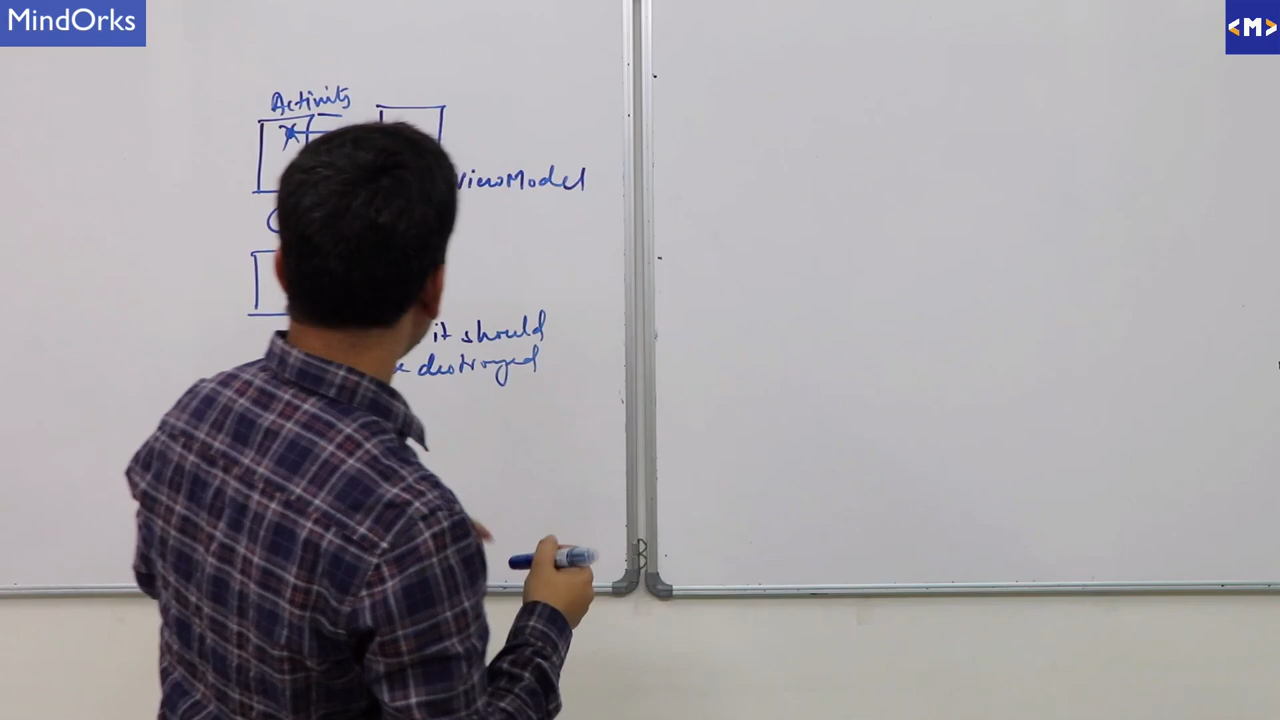 MindOrks
<M>
Activity
ViewModel
it should
destroyed